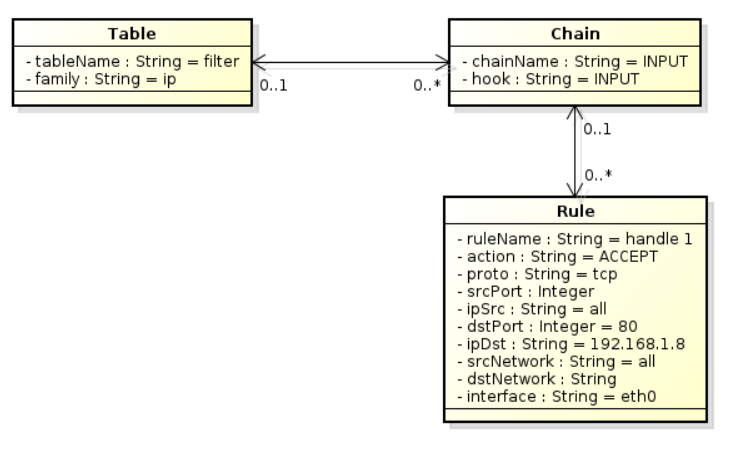 Table
- tableName : String = filter
- family : String = ip
0..1
0..*
Chain
- chainName : String = INPUT
- hook : String = INPUT
0..1
0..*
Rule
- ruleName : String = handle 1
- action : String = ACCEPT
- proto : String = tcp
- srcPort : Integer
- ipSrc : String = all
- dstPort : Integer = 80
- ipDst : String = 192.168.1.8
- srcNetwork : String = all
- dstNetwork : String
- interface : String = eth0